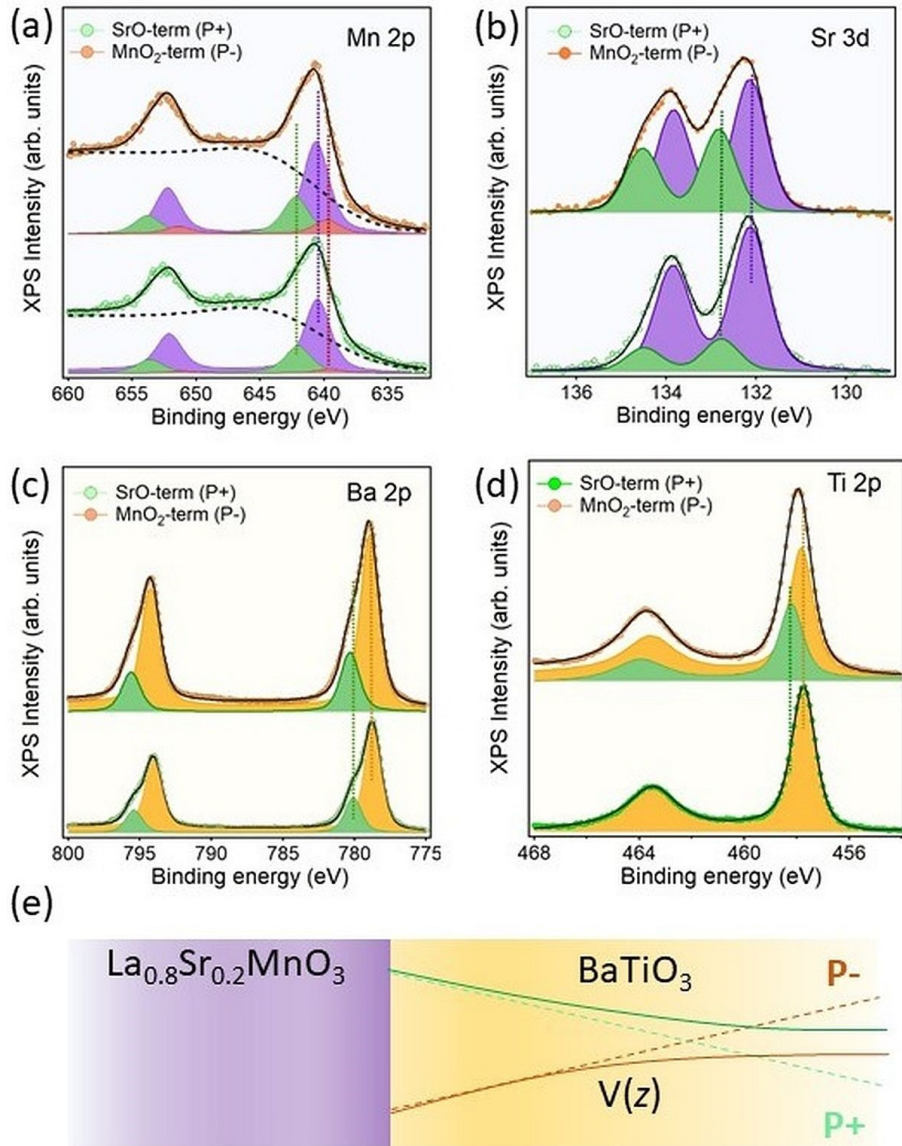 (a)
SrO-term (P+)
MnO₂-term (P-)
Mn 2p
XPS Intensity (arb. units)
660 655 650 645 640 635
Binding energy (eV)
(b)
SrO-term (P+)
MnO₂-term (P-)
Sr 3d
XPS Intensity (arb. units)
136 134 132 130
Binding energy (eV)
(c)
SrO-term (P+)
MnO₂-term (P-)
Ba 2p
XPS Intensity (arb. units)
800 795 790 785 780 775
Binding energy (eV)
(d)
SrO-term (P+)
MnO₂-term (P-)
Ti 2p
XPS Intensity (arb. units)
468 464 460 456
Binding energy (eV)
(e)
La₀.₈Sr₀.₂MnO₃
BaTiO₃
P-
V(z)
P+